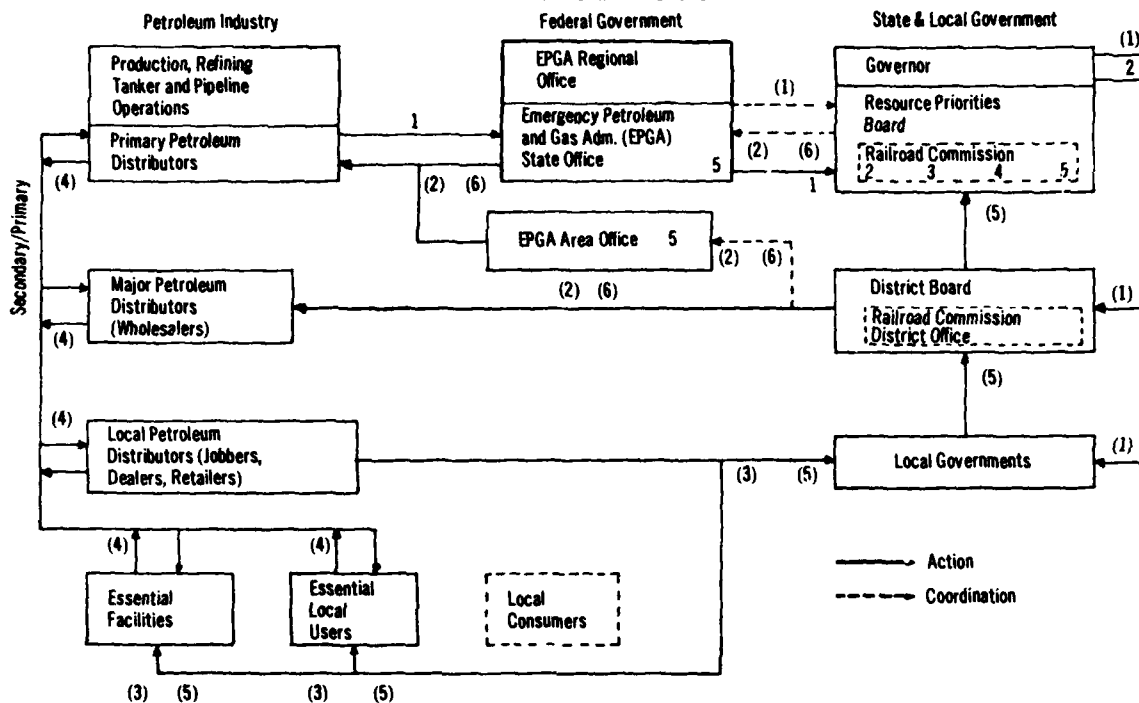 Petroleum Industry
Federal Government
State & Local Government
Production, Refining
Tanker and Pipeline
Operations
Primary Petroleum
Distributors
EPGA Regional
Office
Emergency Petroleum
and Gas Adm. (EPGA)
State Office
5
Governor
Resource Priorities
Board
Railroad Commission
2 3 4 5
(1)
2
1
(1)
(2) (6)
1
(4)
(2) (6)
(5)
EPGA Area Office 5
(2) (6)
(2) (6)
Secondary/Primary
Major Petroleum
Distributors
(Wholesalers)
(4)
District Board
Railroad Commission
District Office
(1)
(5)
(4)
Local Petroleum
Distributors (Jobbers,
Dealers, Retailers)
(3) (5)
Local Governments
(1)
(4)
(4)
Essential
Facilities
Essential
Local
Users
Local
Consumers
Action
Coordination
(3) (5)
(3) (5)